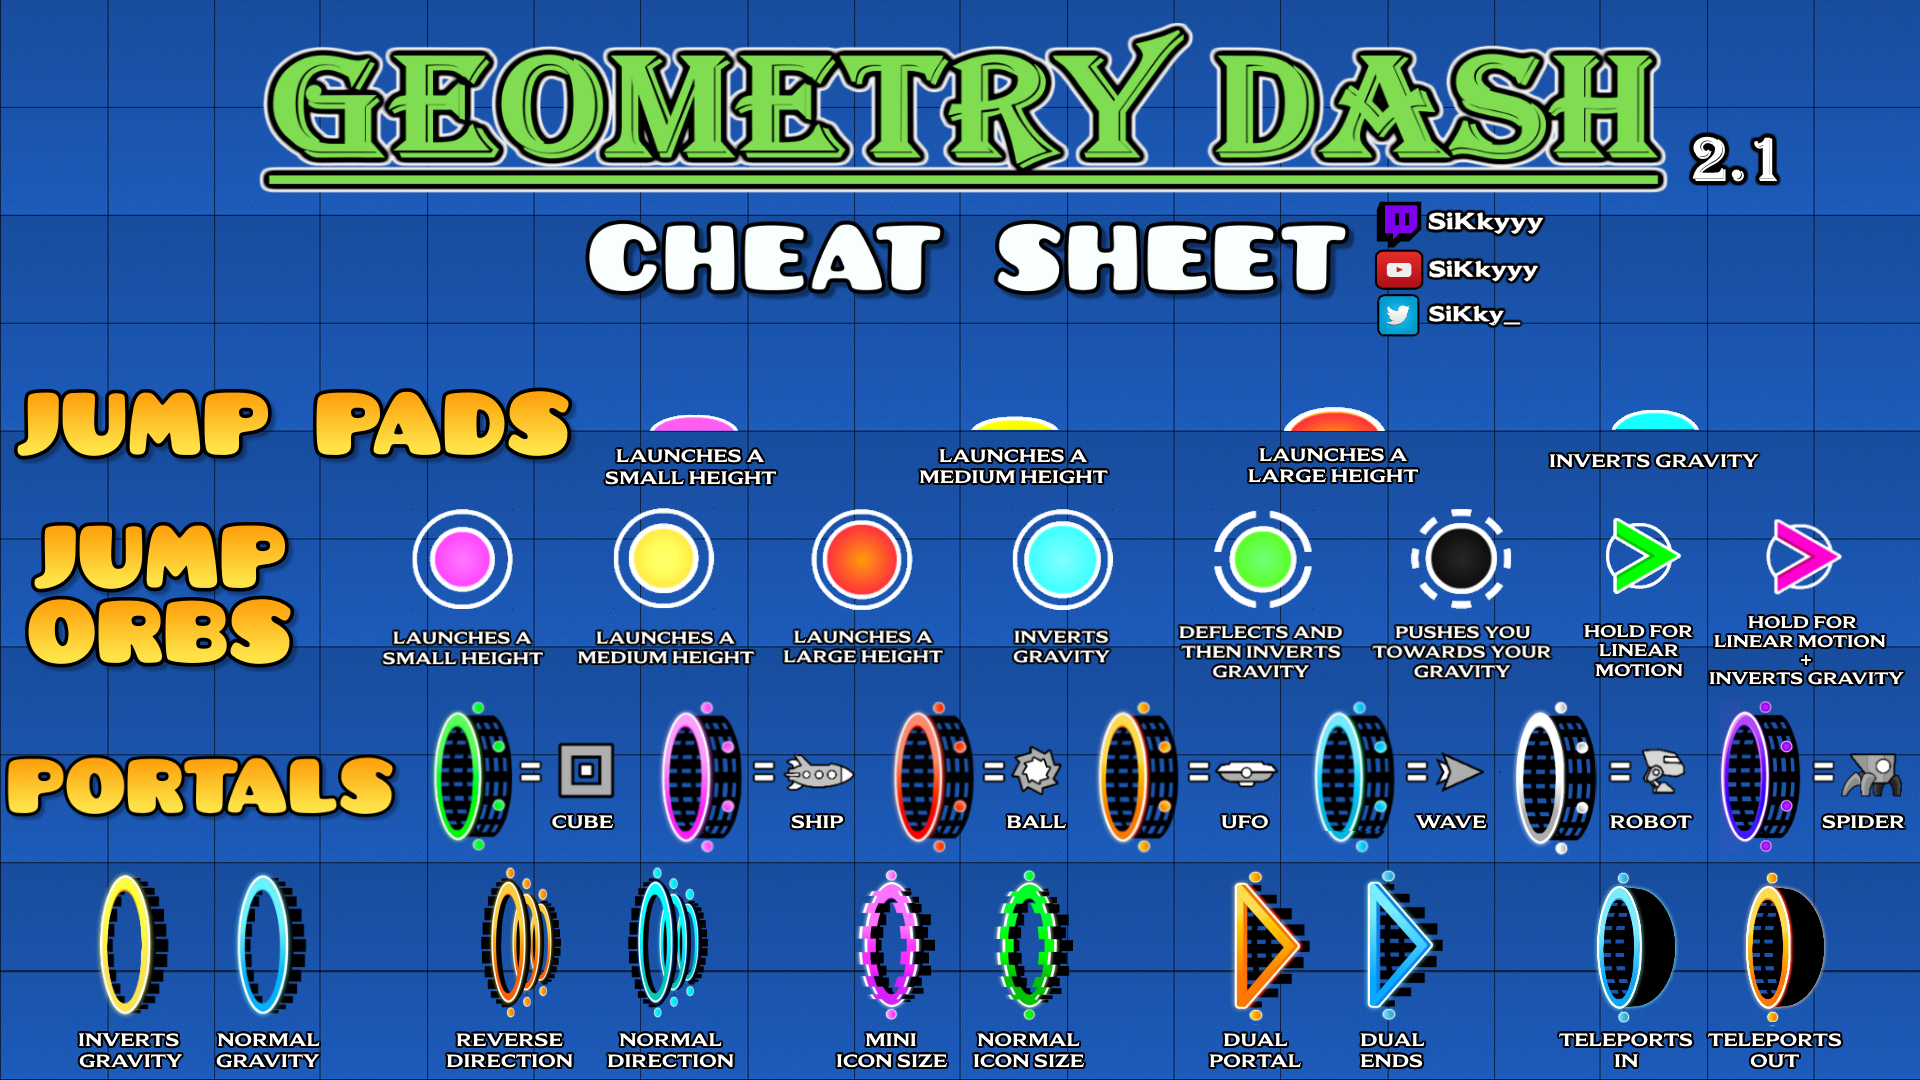 GEOMETRY DASH
2.1
CHEAT SHEET
SiKkyyy
SiKkyyy
SiKky_
JUMP PADS
LAUNCHES A
SMALL HEIGHT
LAUNCHES A
MEDIUM HEIGHT
LAUNCHES A
LARGE HEIGHT
INVERTS GRAVITY
JUMP
ORBS
LAUNCHES A
SMALL HEIGHT
LAUNCHES A
MEDIUM HEIGHT
LAUNCHES A
LARGE HEIGHT
INVERTS
GRAVITY
DEFLECTS AND
THEN INVERTS
GRAVITY
PUSHES YOU
TOWARDS YOUR
GRAVITY
HOLD FOR
LINEAR
MOTION
HOLD FOR
LINEAR MOTION
+
INVERTS GRAVITY
PORTALS
= CUBE
= SHIP
= BALL
= UFO
= WAVE
= ROBOT
= SPIDER
INVERTS
GRAVITY
NORMAL
GRAVITY
REVERSE
DIRECTION
NORMAL
DIRECTION
MINI
ICON SIZE
NORMAL
ICON SIZE
DUAL
PORTAL
DUAL
ENDS
TELEPORTS
IN
TELEPORTS
OUT